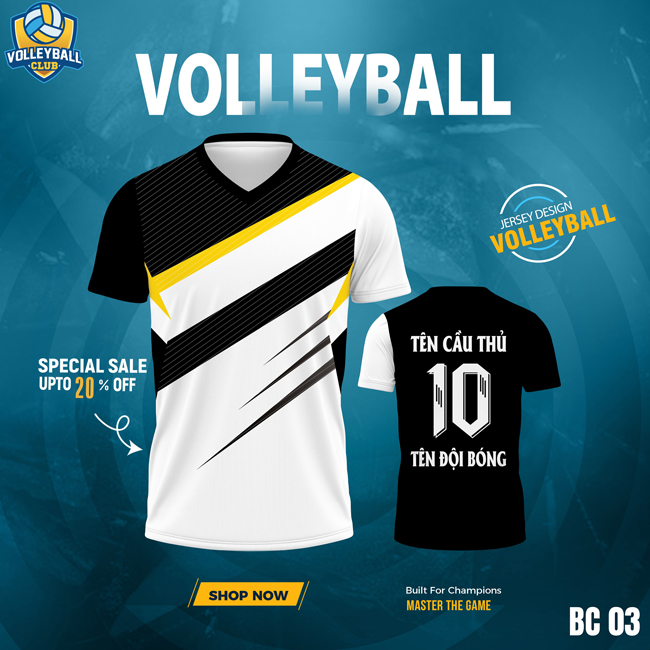 VOLLEYBALL
CLUB
VOLLEYBALL
JERSEY DESIGN
VOLLEYBALL
SPECIAL SALE
UPTO 20 % OFF
TÊN CẦU THỦ
10
TÊN ĐỘI BÓNG
SHOP NOW
Built For Champions
MASTER THE GAME
BC 03